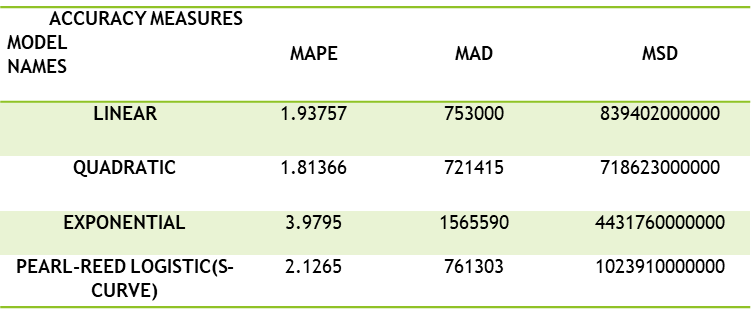 ACCURACY MEASURES
MODEL
NAMES
MAPE MAD MSD
LINEAR 1.93757 753000 839402000000
QUADRATIC 1.81366 721415 718623000000
EXPONENTIAL 3.9795 1565590 4431760000000
PEARL-REED LOGISTIC(S- 2.1265 761303 1023910000000
CURVE)